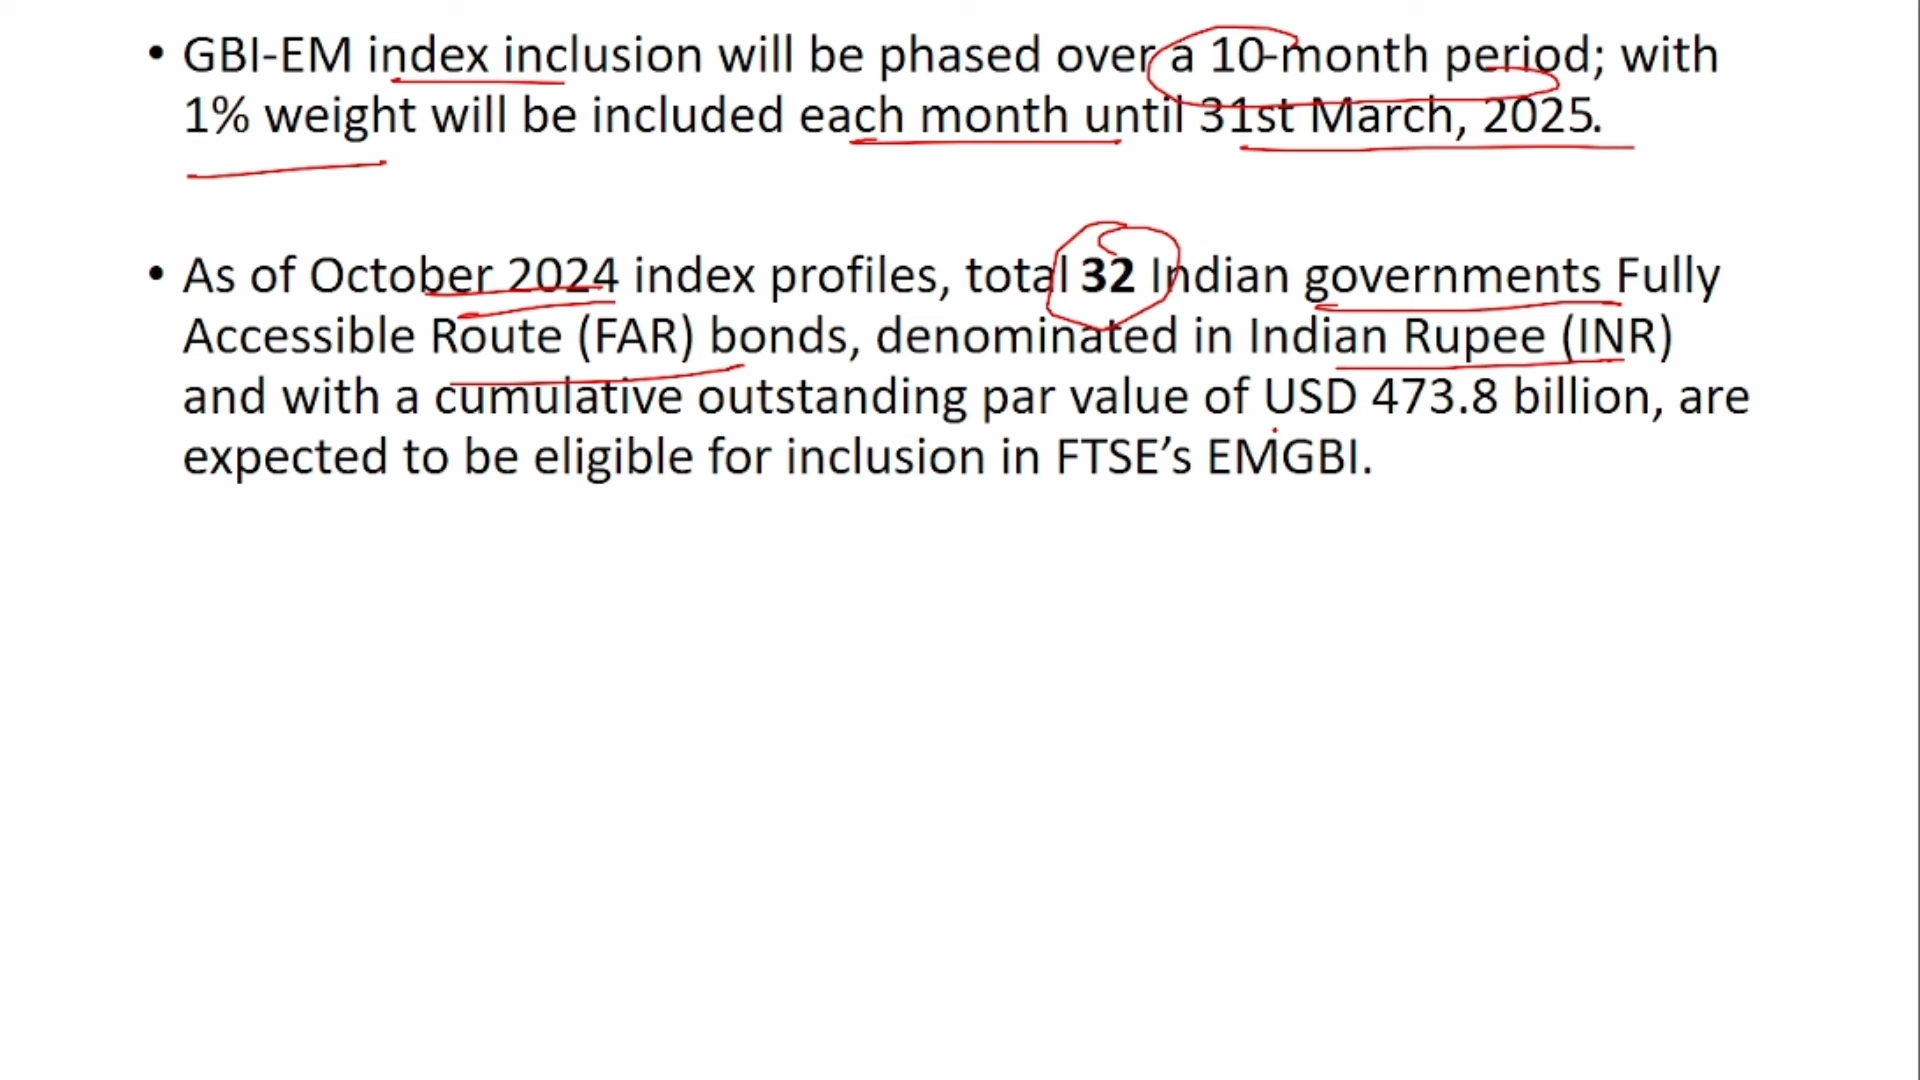 • GBI-EM index inclusion will be phased over a 10-month period; with
1% weight will be included each month until 31st March, 2025.
• As of October 2024 index profiles, total 32 Indian governments Fully
Accessible Route (FAR) bonds, denominated in Indian Rupee (INR)
and with a cumulative outstanding par value of USD 473.8 billion, are
expected to be eligible for inclusion in FTSE’s EMGBI.